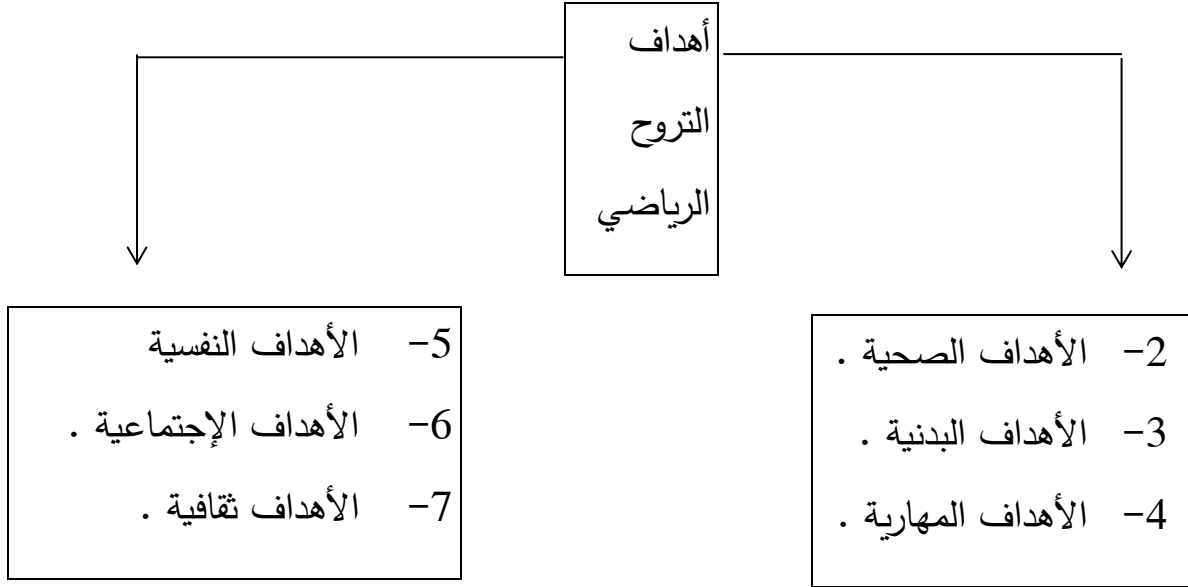 أهداف
التروح
الرياضي
2- الأهداف الصحية .
3- الأهداف البدنية .
4- الأهداف المهارية .
5- الأهداف النفسية
6- الأهداف الإجتماعية .
7- الأهداف ثقافية .